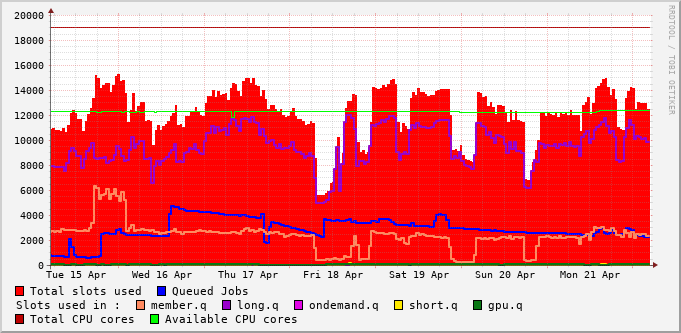 RRDTOOL / TOBI OETIKER
20000
18000
16000
14000
12000
10000
8000
6000
4000
2000
0
Tue 15 Apr Wed 16 Apr Thu 17 Apr Fri 18 Apr Sat 19 Apr Sun 20 Apr Mon 21 Apr
Total slots used Queued Jobs
Slots used in : member.q long.q ondemand.q short.q gpu.q
Total CPU cores Available CPU cores